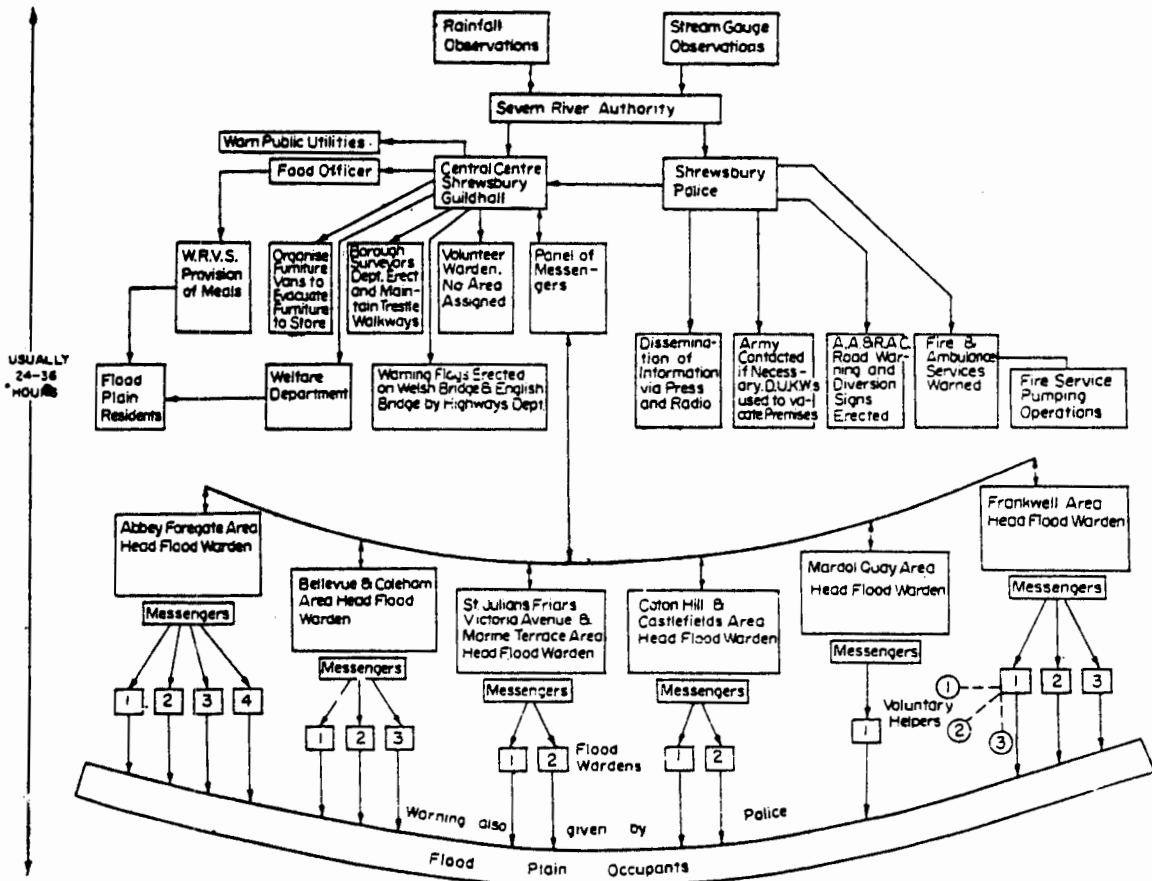 Rainfall
Observations
Stream Gauge
Observations
Severn River Authority
Warn Public Utilities
Food Officer
Central Centre
Shrewsbury
Guildhall
Shrewsbury
Police
W.R.V.S.
Provision
of Meals
Organise
Furniture
Vans to
Evacuate
Furniture
to Store
Borough
Surveyors
Dept. Erect
and Main-
tain Trestle
Walkways
Volunteer
Warden.
No Area
Assigned
Panel of
Messen-
gers
USUALLY
24-36
HOURS
Flood
Plain
Residents
Welfare
Department
Warning Flags Erected
on Welsh Bridge & English
Bridge by Highways Dept.
Dissemina-
tion of
Information
via Press
and Radio
Army
Contacted
if Necess-
ary. D.U.K.W's
used to va-
cate Premises
A.A. & R.A.C.
Road War-
ning and
Diversion
Signs
Erected
Fire &
Ambulance
Services
Warned
Fire Service
Pumping
Operations
Abbey Foregate Area
Head Flood Warden
Messengers
1 2 3 4
Bellevue & Coleham
Area Head Flood
Warden
Messengers
1 2 3
St. Julians Friars
Victoria Avenue &
Marine Terrace Area
Head Flood Warden
Messengers
1 2
Flood
Wardens
Coton Hill &
Castlefields Area
Head Flood Warden
Messengers
1 2
Mardol Quay Area
Head Flood Warden
Messengers
1
Frankwell Area
Head Flood Warden
Messengers
1 2 3
Voluntary
Helpers
1
2
3
Warning also given by Police
Flood Plain Occupants